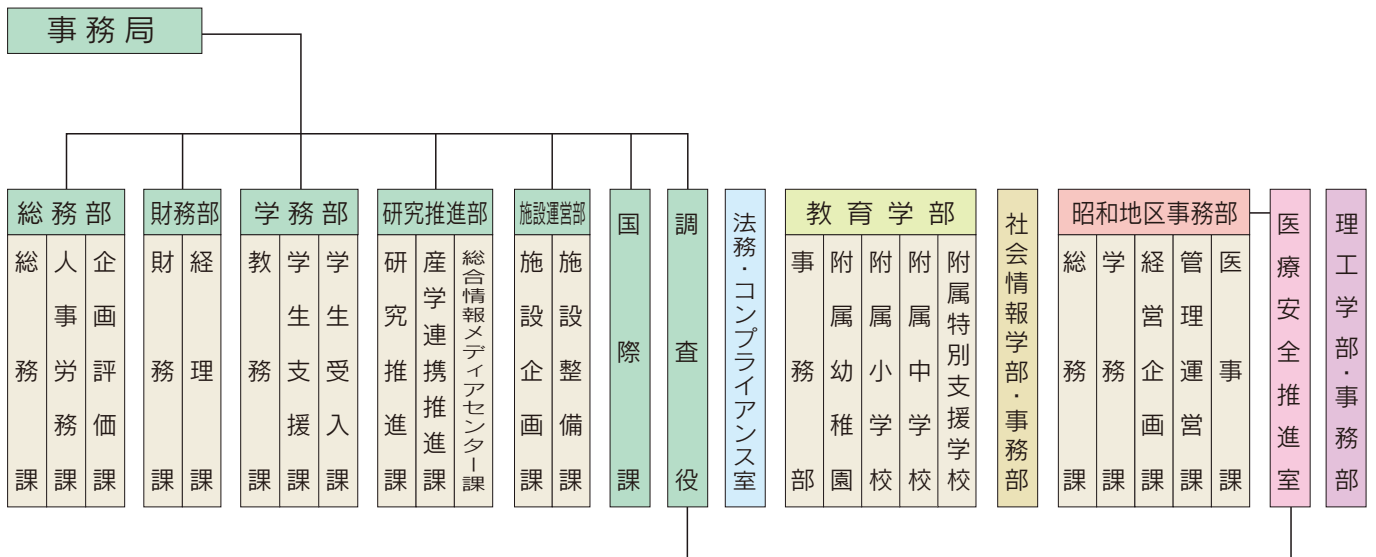 事務局
総務部
総務課
人事労務課
企画評価課
財務部
財務課
経理課
学務部
教務課
学生支援課
学生受入課
研究推進部
研究推進課
産学連携推進課
総合情報メディアセンター課
施設運営部
施設企画課
施設整備課
国際課
調査役
法務・コンプライアンス室
教育学部
事務部
附属幼稚園
附属小学校
附属中学校
附属特別支援学校
社会情報学部・事務部
昭和地区事務部
総務課
学務課
経営企画課
管理運営課
医事課
医療安全推進室
理工学部・事務部